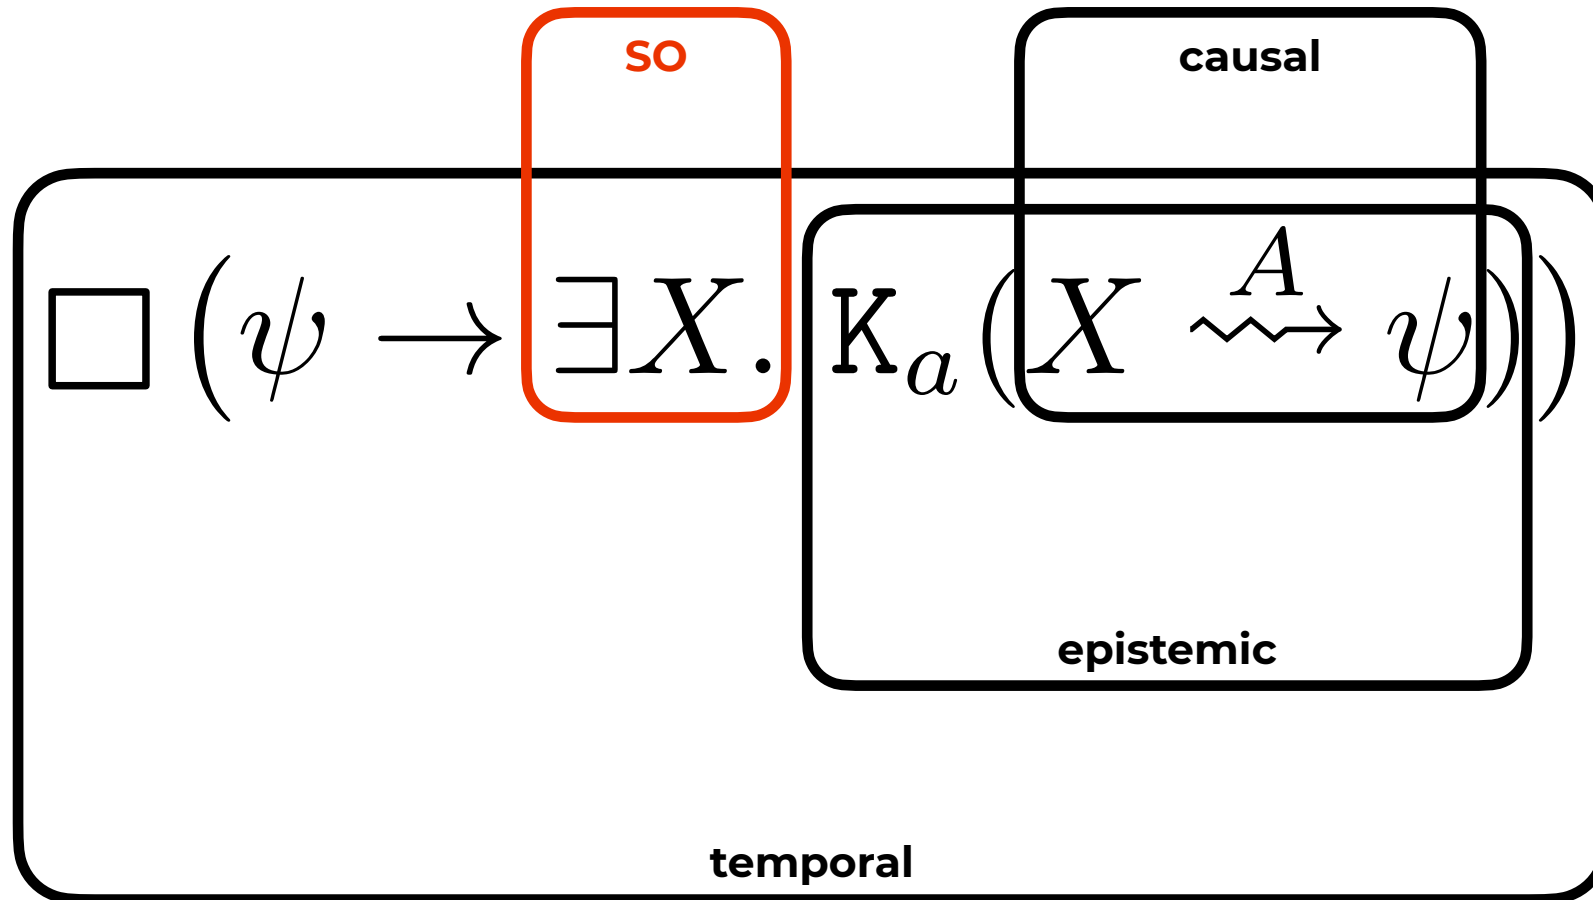 SO
causal
□(ψ → ∃X. K_a(X ⇝^A ψ))
epistemic
temporal